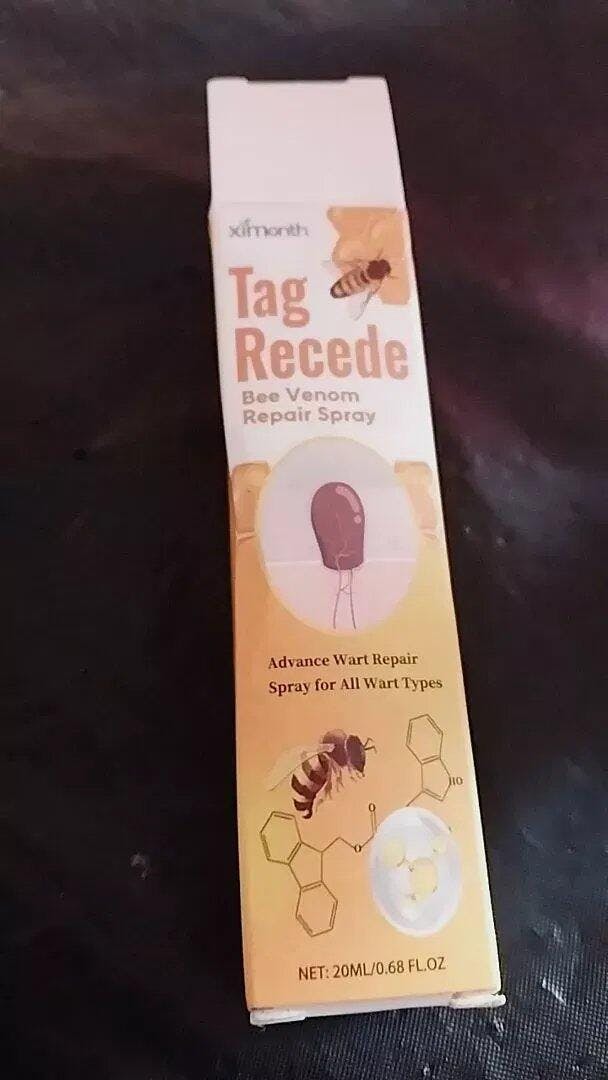 ximonth
Tag
Recede
Bee Venom
Repair Spray
Advance Wart Repair
Spray for All Wart Types
HO
O
O
NET: 20ML/0.68 FL.OZ